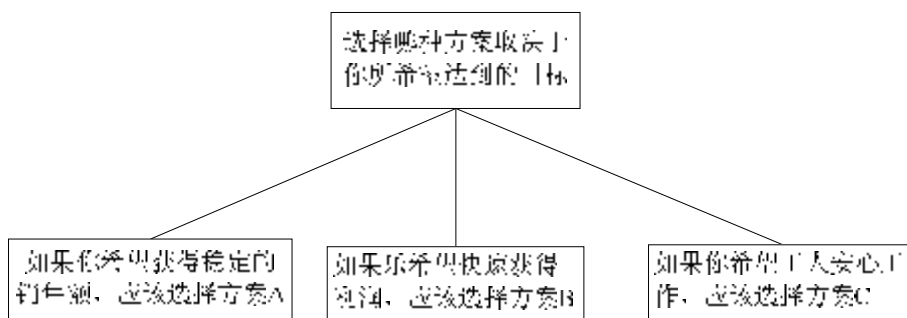 选择哪种方案取决于
你所希望达到的目标
如果你希望获得稳定的
销售额，应该选择方案A
如果你希望快速获得
利润，应该选择方案B
如果你希望工人安心工
作，应该选择方案C